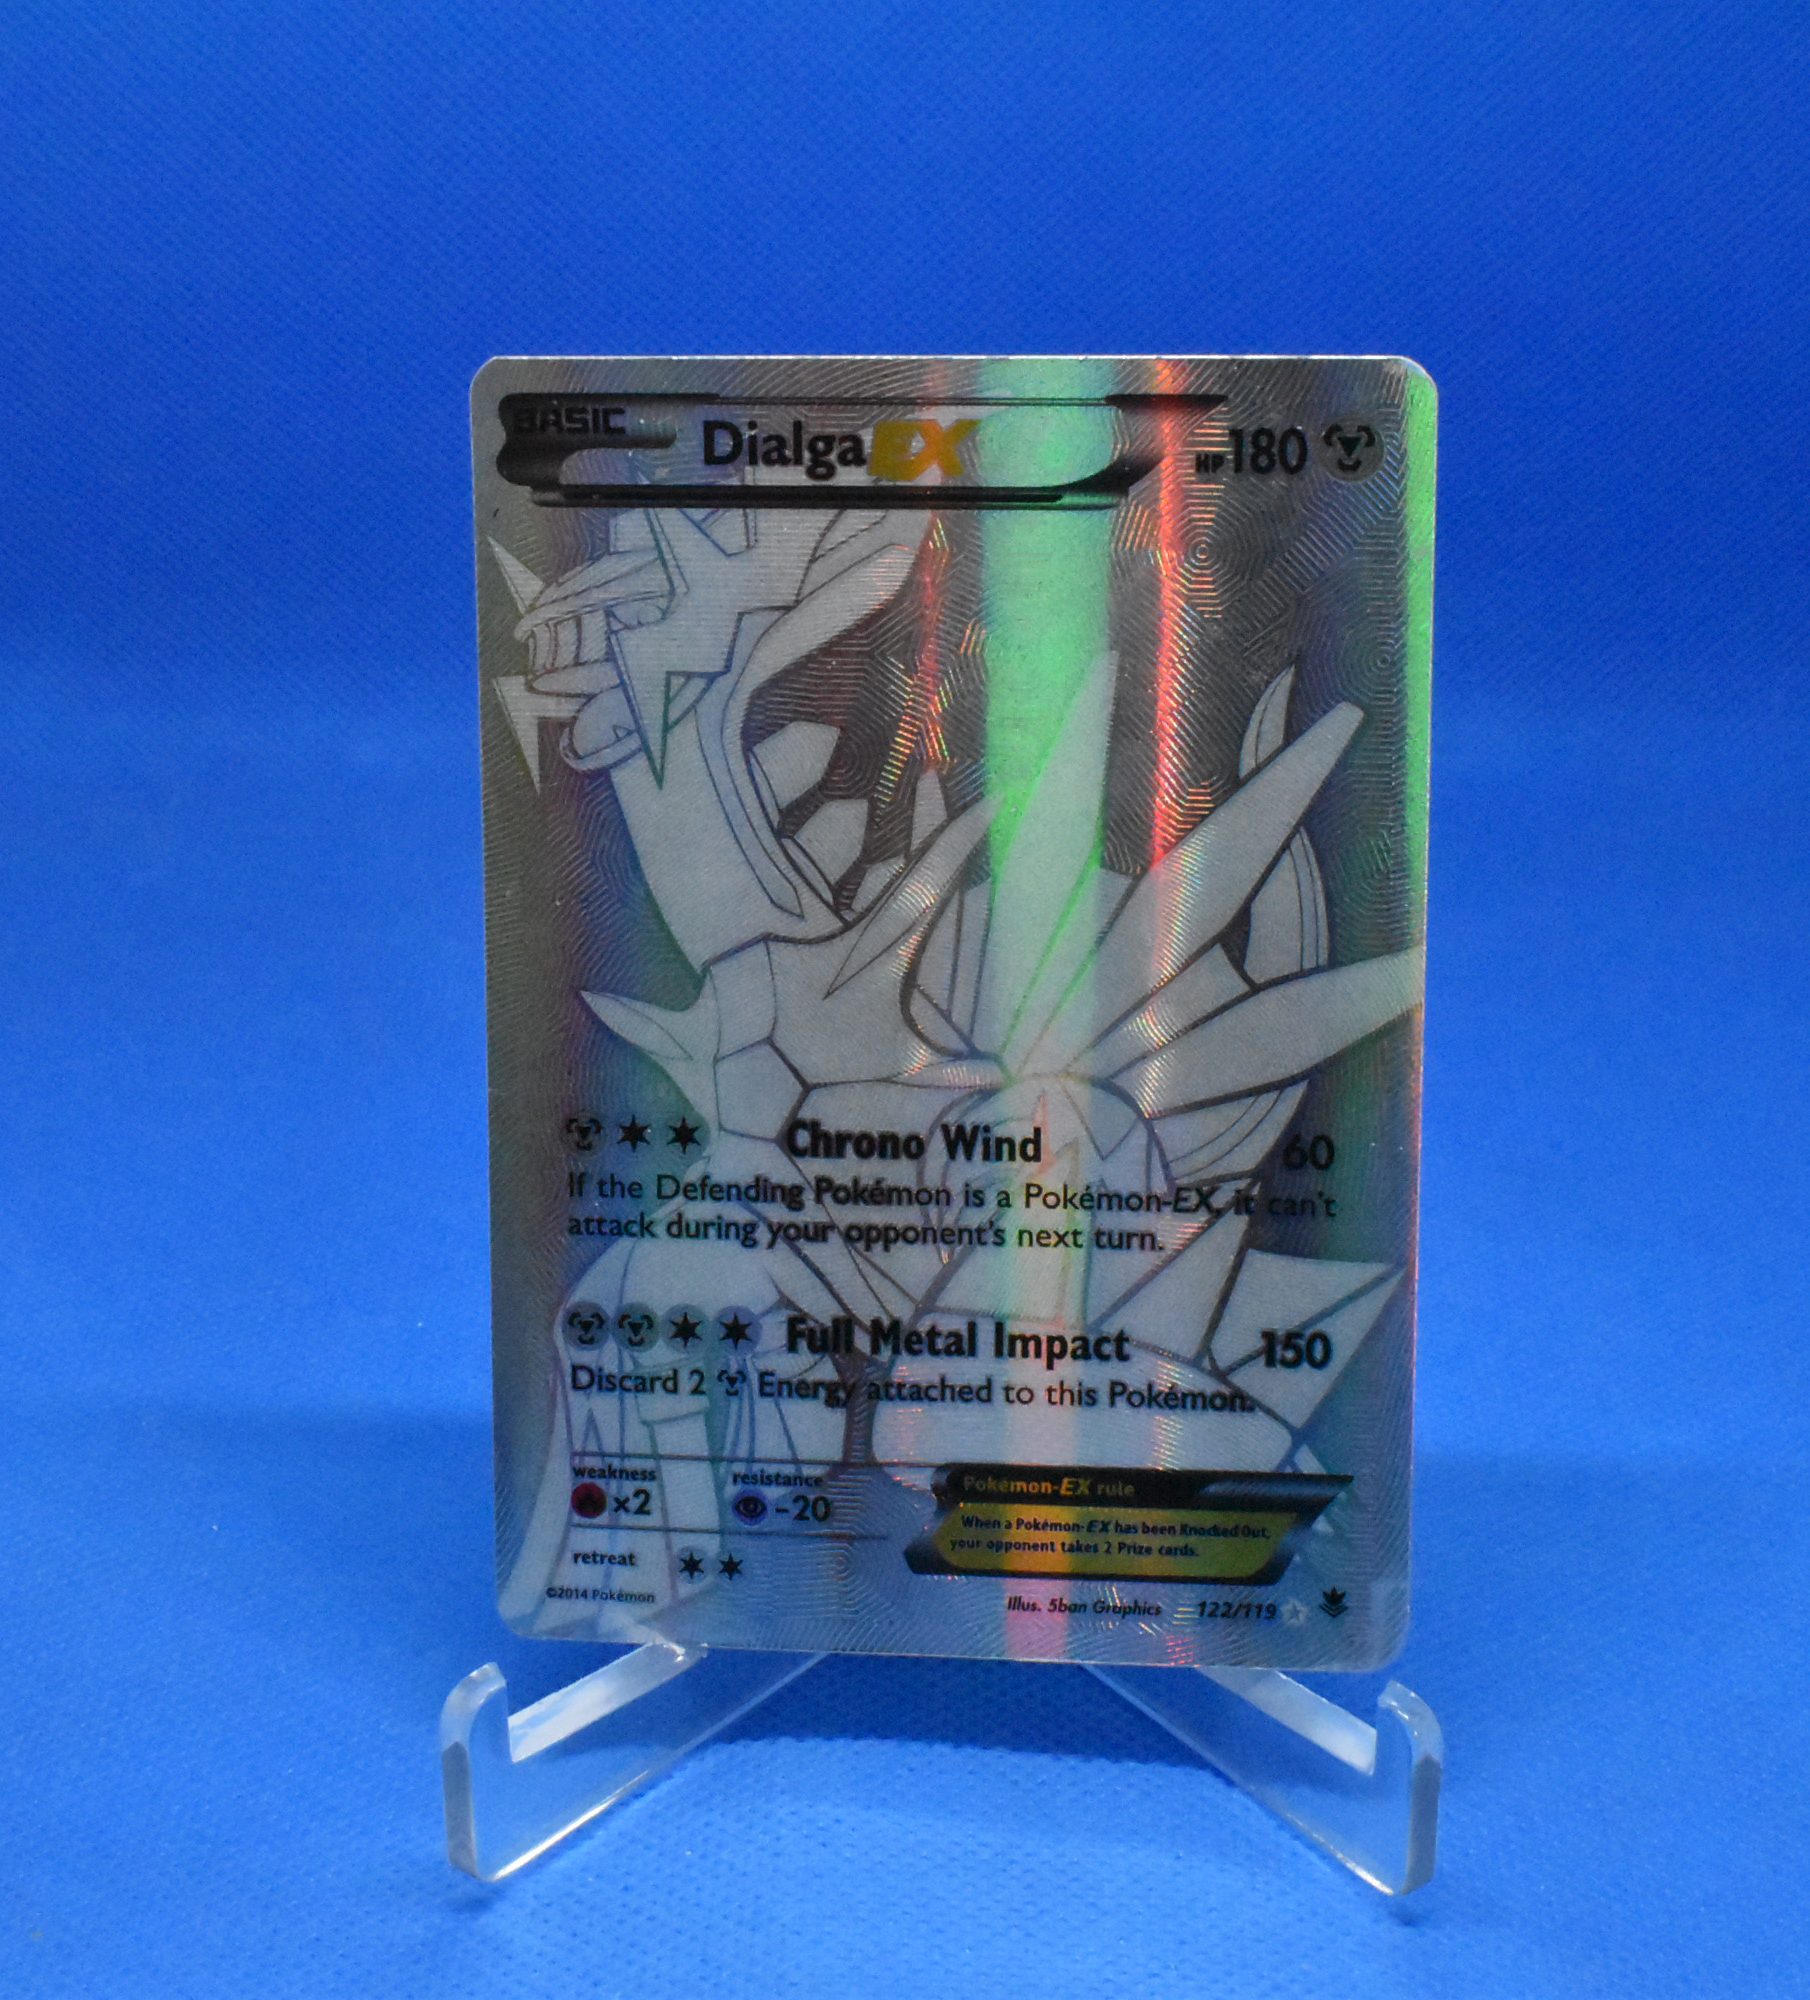 BASIC
Dialga EX HP 180
Chrono Wind 60
If the Defending Pokémon is a Pokémon-EX, it can't
attack during your opponent's next turn.
Full Metal Impact 150
Discard 2 Energy attached to this Pokémon.
weakness
×2
resistance
-20
retreat
Pokémon-EX rule
When a Pokémon-EX has been Knocked Out,
your opponent takes 2 Prize cards.
©2014 Pokémon
Illus. 5ban Graphics 122/119